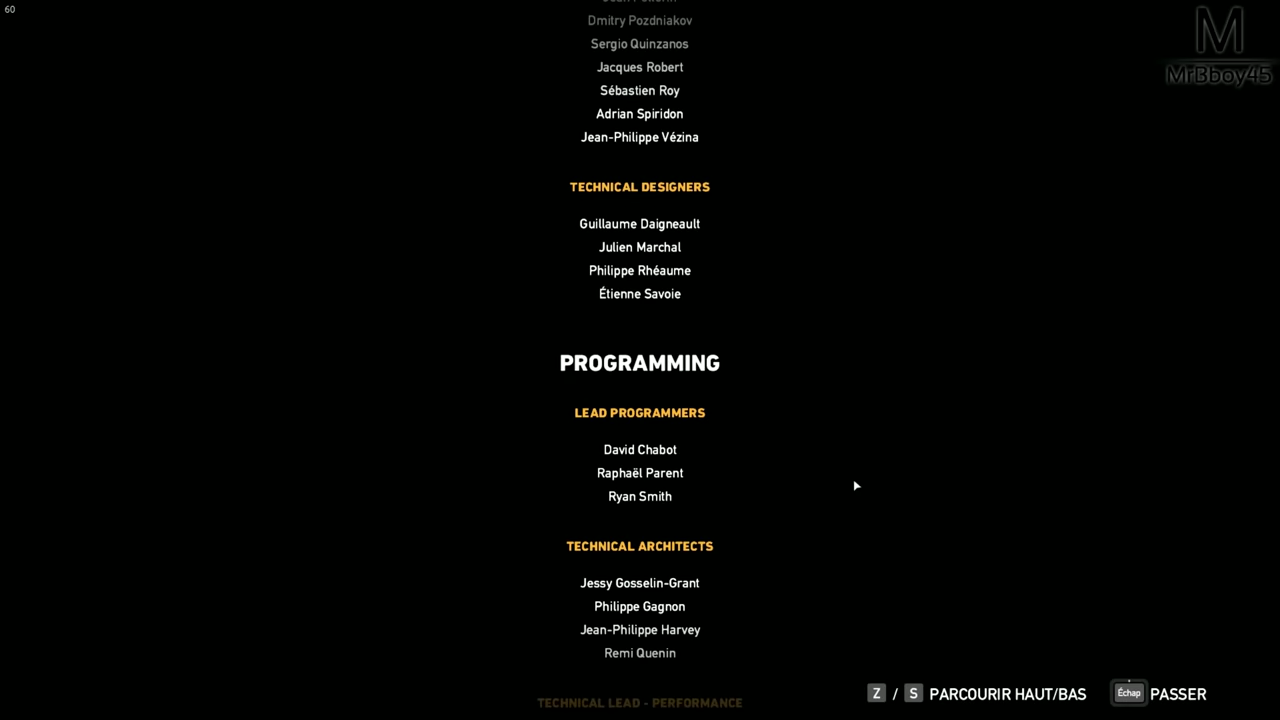 60
M
MrBboy45
Dmitry Pozdniakov
Sergio Quinzanos
Jacques Robert
Sébastien Roy
Adrian Spiridon
Jean-Philippe Vézina
TECHNICAL DESIGNERS
Guillaume Daigneault
Julien Marchal
Philippe Rhéaume
Étienne Savoie
PROGRAMMING
LEAD PROGRAMMERS
David Chabot
Raphaël Parent
Ryan Smith
TECHNICAL ARCHITECTS
Jessy Gosselin-Grant
Philippe Gagnon
Jean-Philippe Harvey
Remi Quenin
Z / S PARCOURIR HAUT/BAS Échap PASSER
TECHNICAL LEAD - PERFORMANCE